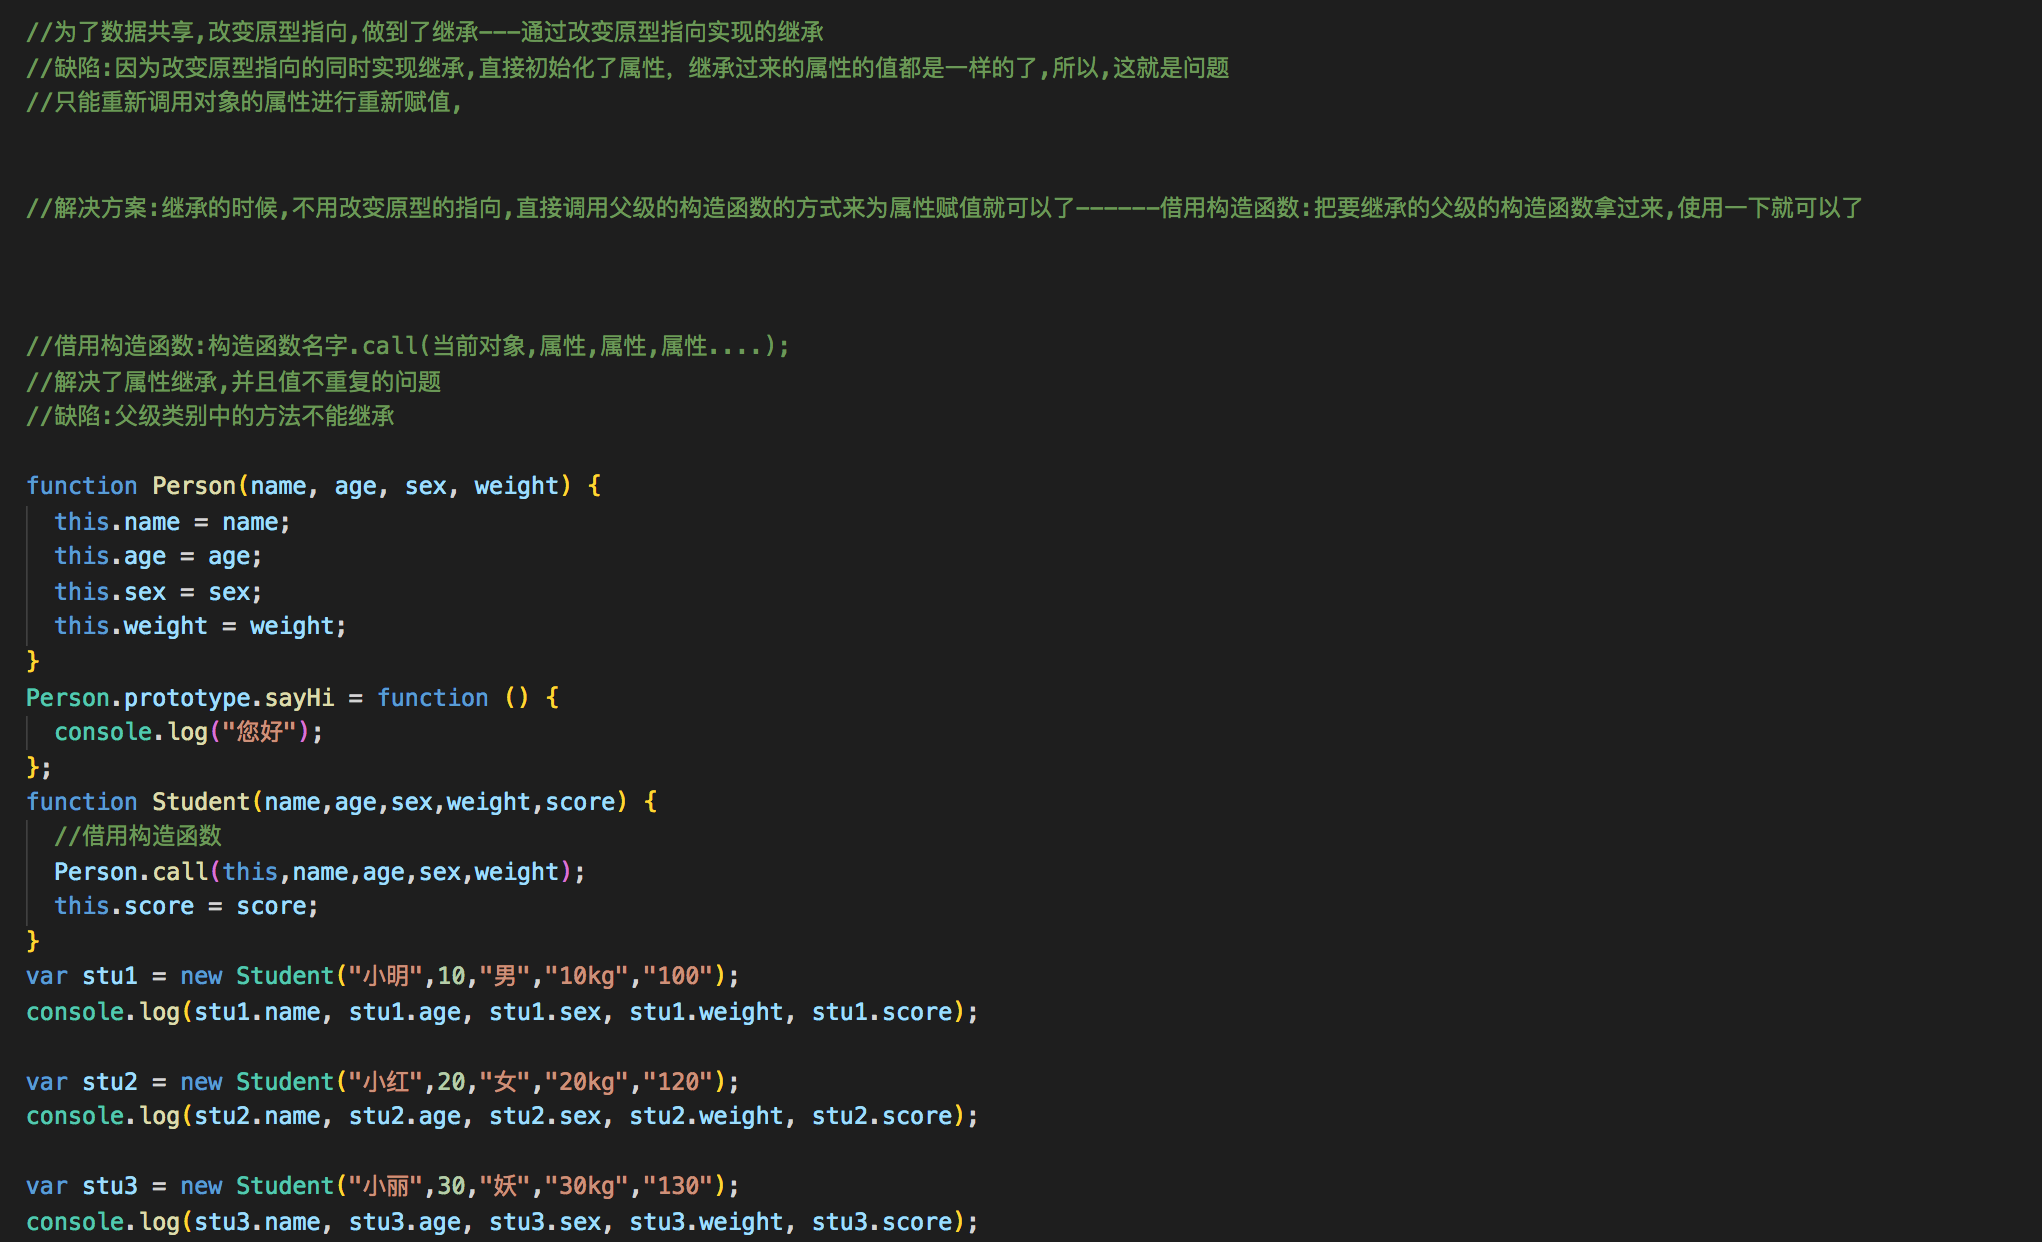 //为了数据共享,改变原型指向,做到了继承---通过改变原型指向实现的继承
//缺陷:因为改变原型指向的同时实现继承,直接初始化了属性，继承过来的属性的值都是一样的了,所以,这就是问题
//只能重新调用对象的属性进行重新赋值,
//解决方案:继承的时候,不用改变原型的指向,直接调用父级的构造函数的方式来为属性赋值就可以了------借用构造函数:把要继承的父级的构造函数拿过来,使用一下就可以了
//借用构造函数:构造函数名字.call(当前对象,属性,属性,属性....);
//解决了属性继承,并且值不重复的问题
//缺陷:父级类别中的方法不能继承
function Person(name, age, sex, weight) {
  this.name = name;
  this.age = age;
  this.sex = sex;
  this.weight = weight;
}
Person.prototype.sayHi = function () {
  console.log("您好");
};
function Student(name,age,sex,weight,score) {
  //借用构造函数
  Person.call(this,name,age,sex,weight);
  this.score = score;
}
var stu1 = new Student("小明",10,"男","10kg","100");
console.log(stu1.name, stu1.age, stu1.sex, stu1.weight, stu1.score);
var stu2 = new Student("小红",20,"女","20kg","120");
console.log(stu2.name, stu2.age, stu2.sex, stu2.weight, stu2.score);
var stu3 = new Student("小丽",30,"妖","30kg","130");
console.log(stu3.name, stu3.age, stu3.sex, stu3.weight, stu3.score);